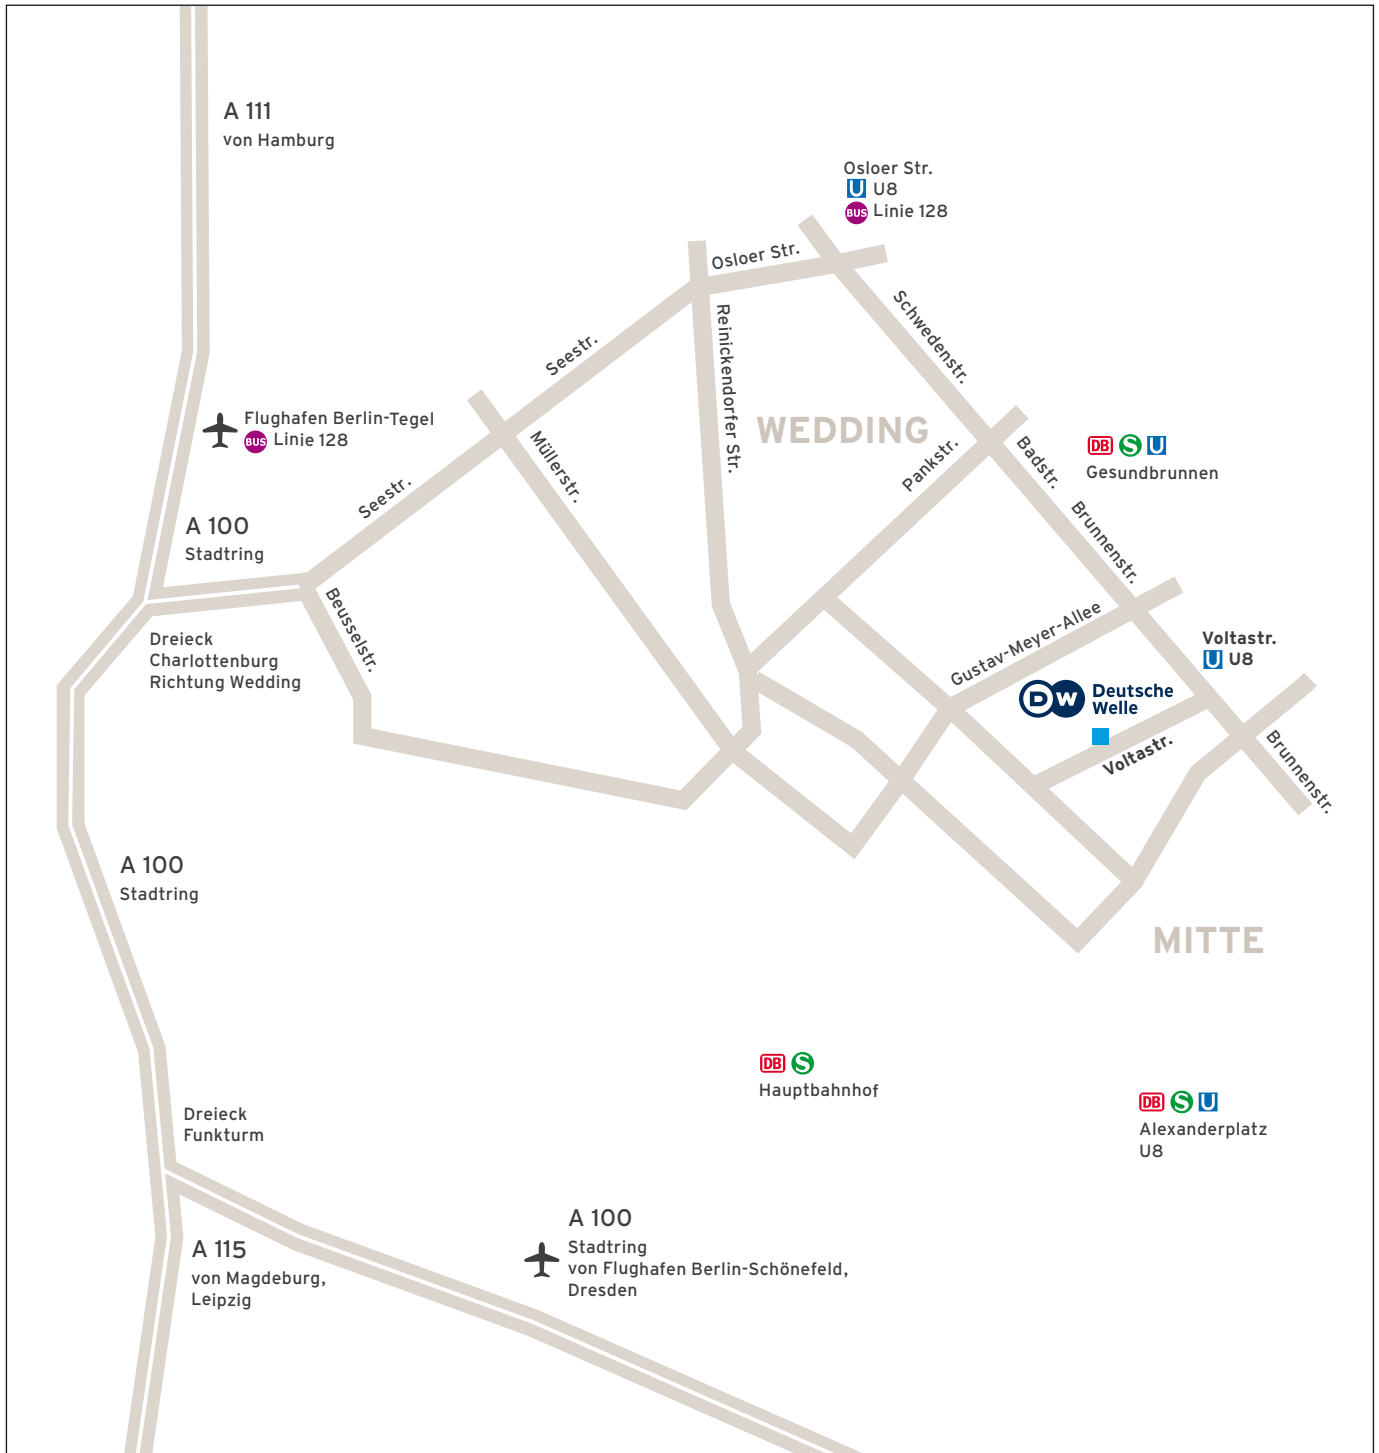 A 111
von Hamburg
Osloer Str.
U U8
BUS Linie 128
Osloer Str.
Schwedenstr.
Reinickendorfer Str.
Seestr.
Flughafen Berlin-Tegel
BUS Linie 128
WEDDING
Müllerstr.
Pankstr.
Badstr.
DB S U
Gesundbrunnen
Seestr.
Brunnenstr.
A 100
Stadtring
Beusselstr.
Dreieck
Charlottenburg
Richtung Wedding
Gustav-Meyer-Allee
Voltastr.
U U8
DW Deutsche
Welle
Voltastr.
Brunnenstr.
A 100
Stadtring
MITTE
DB S
Hauptbahnhof
DB S U
Alexanderplatz
U8
Dreieck
Funkturm
A 115
von Magdeburg,
Leipzig
A 100
Stadtring
von Flughafen Berlin-Schönefeld,
Dresden